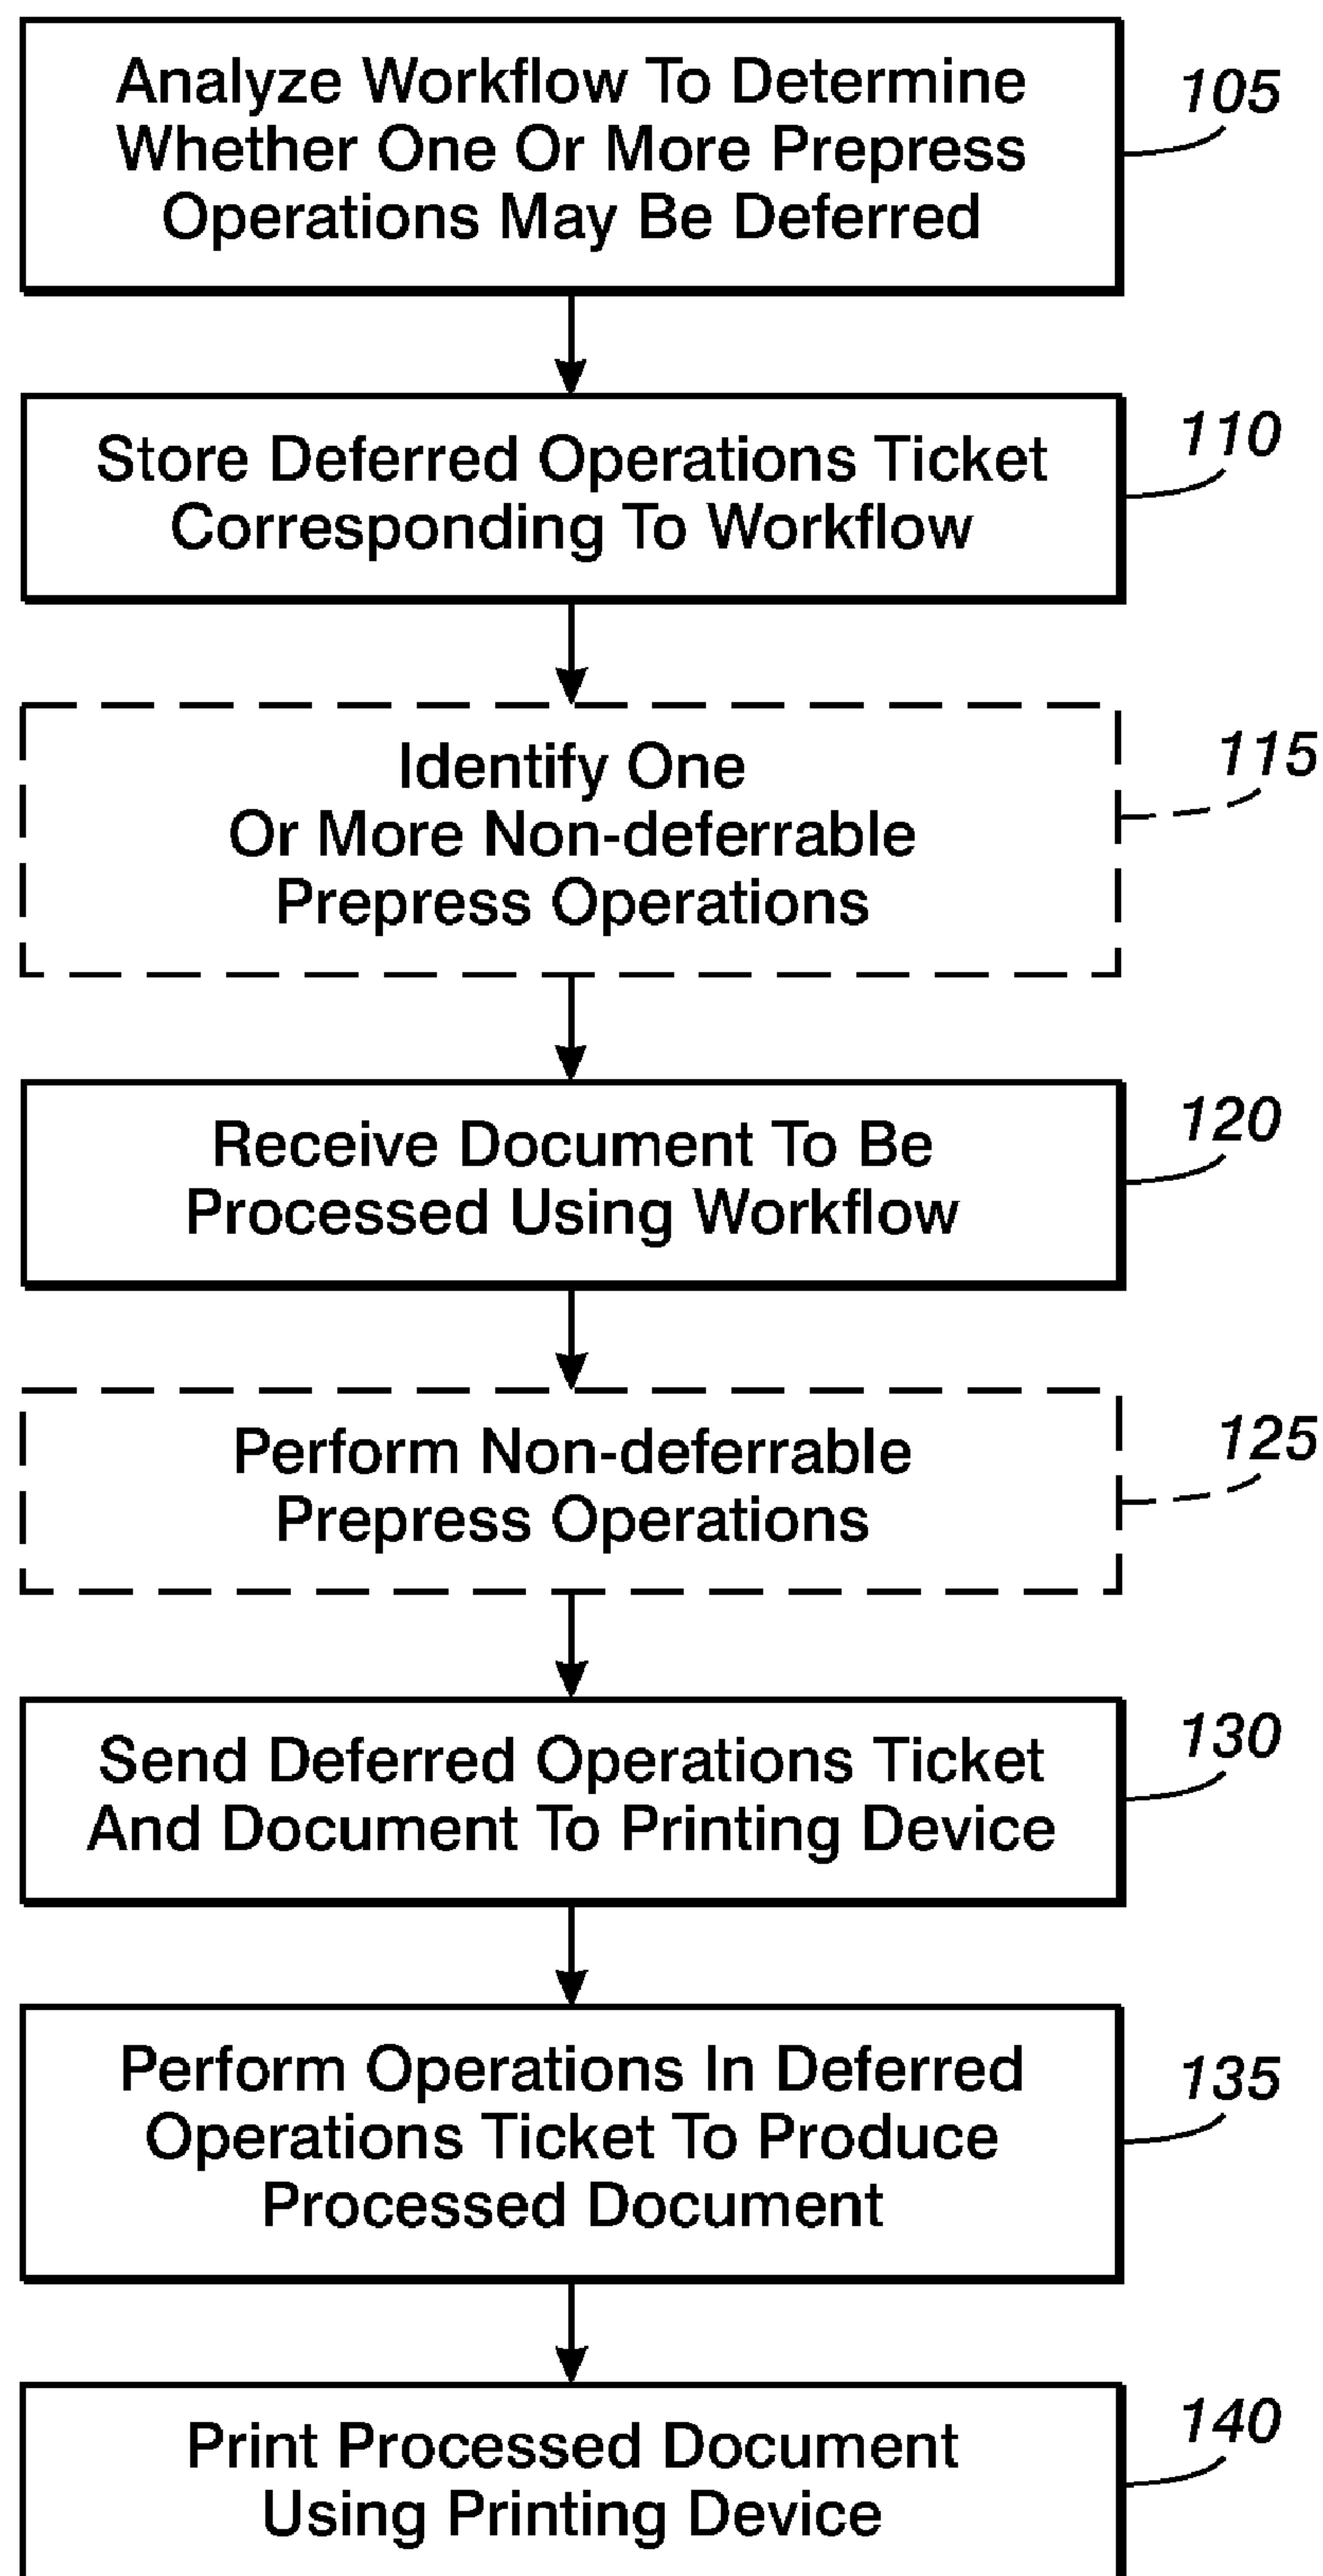 Analyze Workflow To Determine
Whether One Or More Prepress
Operations May Be Deferred
105
Store Deferred Operations Ticket
Corresponding To Workflow
110
Identify One
Or More Non-deferrable
Prepress Operations
115
Receive Document To Be
Processed Using Workflow
120
Perform Non-deferrable
Prepress Operations
125
Send Deferred Operations Ticket
And Document To Printing Device
130
Perform Operations In Deferred
Operations Ticket To Produce
Processed Document
135
Print Processed Document
Using Printing Device
140